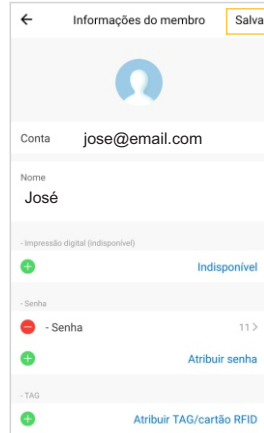 Informações do membro Salva
Conta jose@email.com
Nome
José
- Impressão digital (indisponível)
Indisponível
- Senha
- Senha 11 >
Atribuir senha
- TAG
Atribuir TAG/cartão RFID